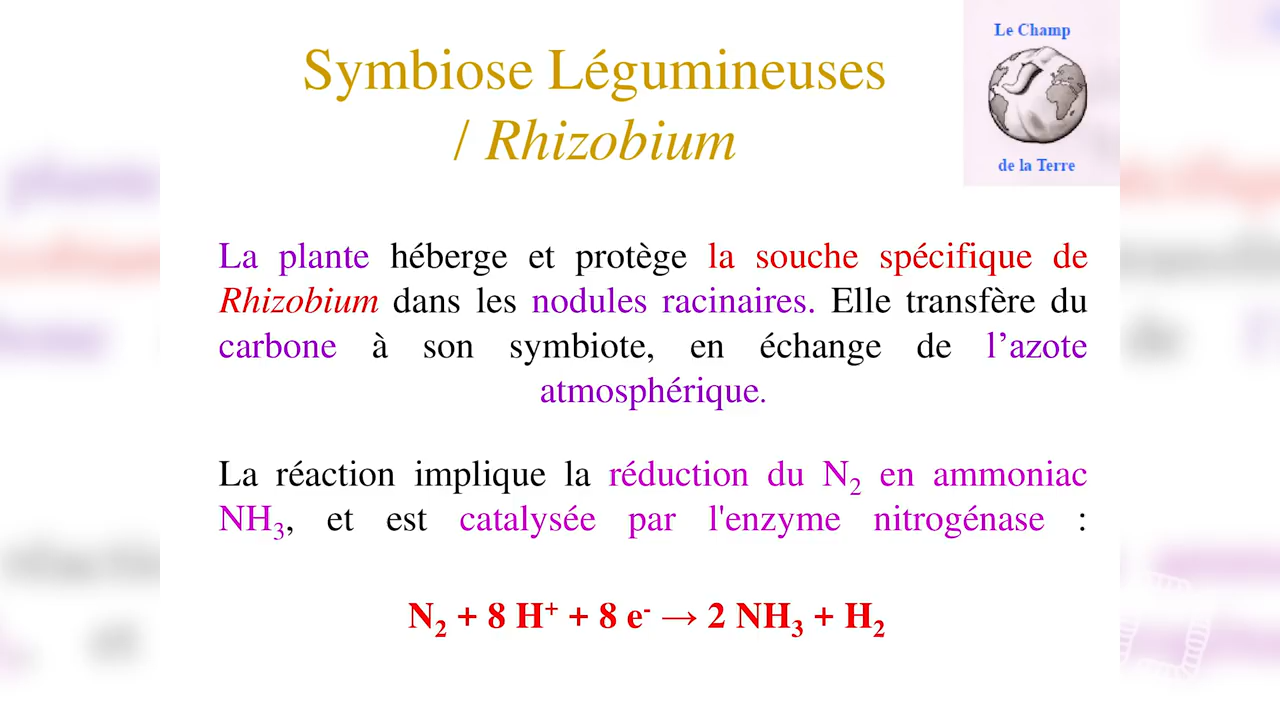 Symbiose Légumineuses
/ Rhizobium
Le Champ
de la Terre
La plante héberge et protège la souche spécifique de
Rhizobium dans les nodules racinaires. Elle transfère du
carbone à son symbiote, en échange de l’azote
atmosphérique.
La réaction implique la réduction du N₂ en ammoniac
NH₃, et est catalysée par l'enzyme nitrogénase :
N₂ + 8 H⁺ + 8 e⁻ → 2 NH₃ + H₂